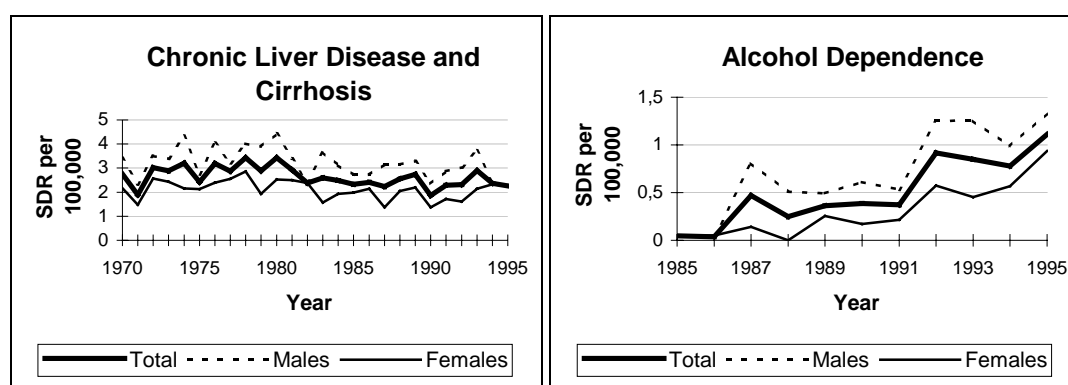 Chronic Liver Disease and
Cirrhosis
5
4
3
2
1
0
SDR per
100,000
1970 1975 1980 1985 1990 1995
Year
Total Males Females
Alcohol Dependence
1,5
1
0,5
0
SDR per
100,000
1985 1987 1989 1991 1993 1995
Year
Total Males Females